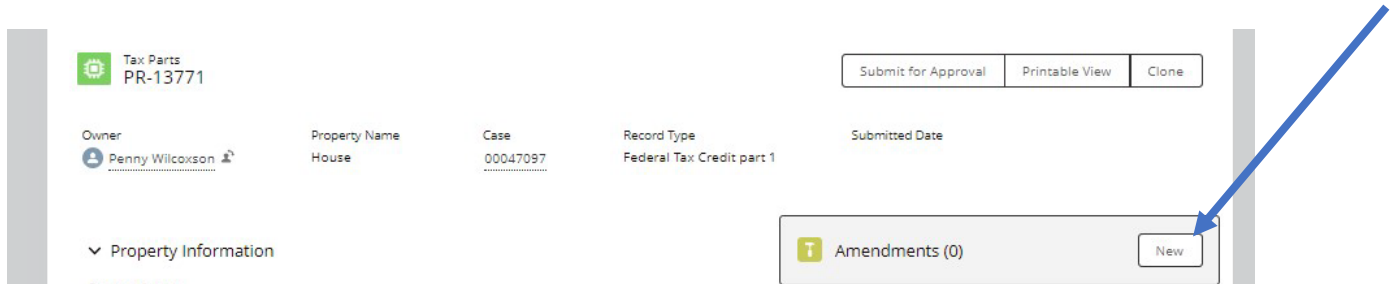 Tax Parts
PR-13771
Submit for Approval
Printable View
Clone
Owner
Property Name
Case
Record Type
Submitted Date
Penny Wilcoxson
House
00047097
Federal Tax Credit part 1
Property Information
Amendments (0)
New